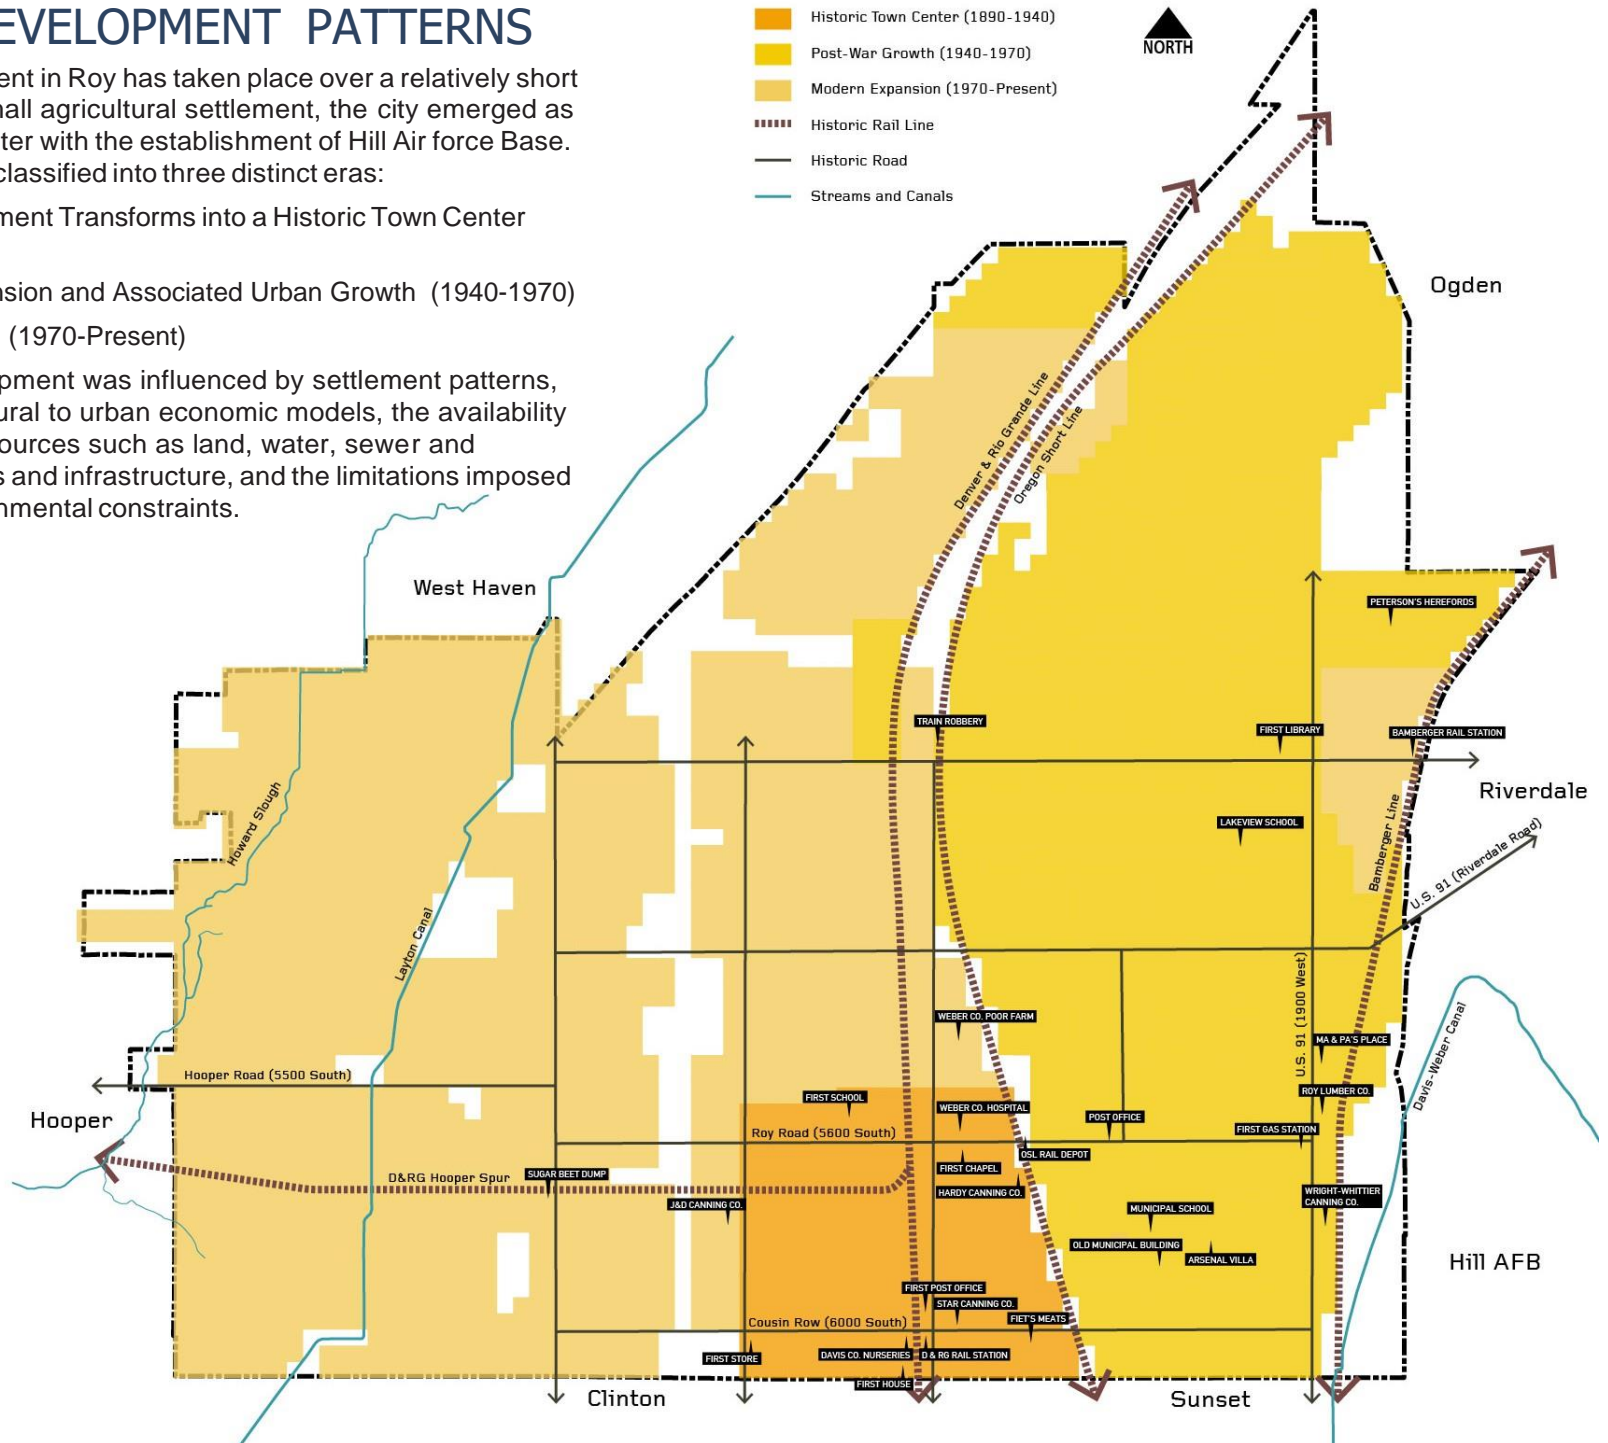 EVELOPMENT PATTERNS
ent in Roy has taken place over a relatively short
nall agricultural settlement, the city emerged as
ter with the establishment of Hill Air force Base.
classified into three distinct eras:
ment Transforms into a Historic Town Center
nsion and Associated Urban Growth (1940-1970)
(1970-Present)
opment was influenced by settlement patterns,
ural to urban economic models, the availability
ources such as land, water, sewer and
s and infrastructure, and the limitations imposed
nmental constraints.
Historic Town Center (1890-1940)
Post-War Growth (1940-1970)
Modern Expansion (1970-Present)
Historic Rail Line
Historic Road
Streams and Canals
NORTH
Ogden
Denver & Rio Grande Line
Oregon Short Line
West Haven
PETERSON'S HEREFORDS
TRAIN ROBBERY
FIRST LIBRARY
BAMBERGER RAIL STATION
Riverdale
Howard Slough
LAKEVIEW SCHOOL
Bamberger Line
U.S. 91 (Riverdale Road)
Layton Canal
U.S. 91 (1900 West)
WEBER CO. POOR FARM
MA & PA'S PLACE
Davis-Weber Canal
Hooper Road (5500 South)
Hooper
FIRST SCHOOL
ROY LUMBER CO.
WEBER CO. HOSPITAL
POST OFFICE
Roy Road (5600 South)
FIRST GAS STATION
OSL RAIL DEPOT
D&RG Hooper Spur
SUGAR BEET DUMP
FIRST CHAPEL
HARDY CANNING CO.
WRIGHT-WHITTIER
CANNING CO.
J&D CANNING CO.
MUNICIPAL SCHOOL
OLD MUNICIPAL BUILDING
ARSENAL VILLA
Hill AFB
FIRST POST OFFICE
STAR CANNING CO.
Cousin Row (6000 South)
FIET'S MEATS
FIRST STORE
DAVIS CO. NURSERIES
D & RG RAIL STATION
FIRST HOUSE
Clinton
Sunset